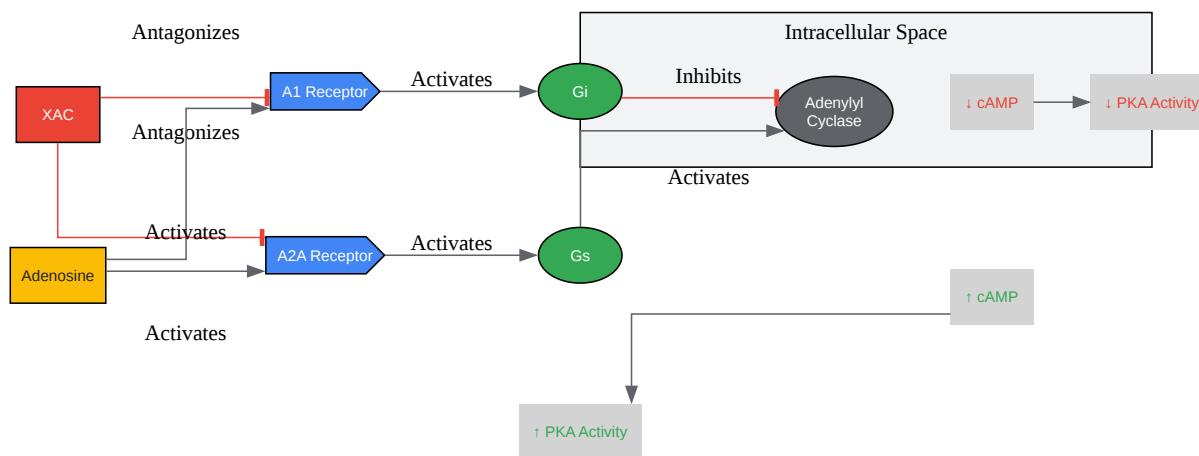 Antagonizes
Intracellular Space
A1 Receptor
Activates
Gi
Inhibits
Adenylyl
Cyclase
↓ cAMP
↓ PKA Activity
XAC
Antagonizes
Activates
Activates
A2A Receptor
Activates
Gs
Adenosine
↑ cAMP
Activates
↑ PKA Activity